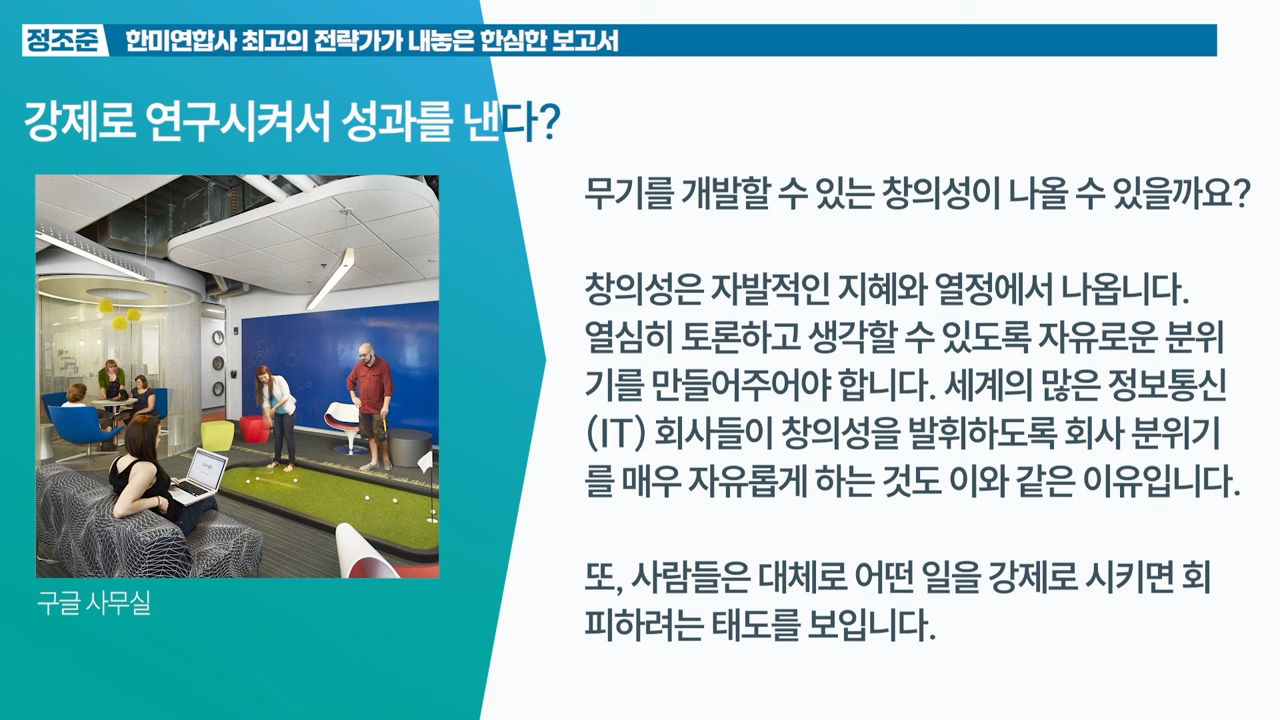 정조준 한미연합사 최고의 전략가가 내놓은 한심한 보고서
강제로 연구시켜서 성과를 낸다?
무기를 개발할 수 있는 창의성이 나올 수 있을까요?
창의성은 자발적인 지혜와 열정에서 나옵니다.
열심히 토론하고 생각할 수 있도록 자유로운 분위
기를 만들어주어야 합니다. 세계의 많은 정보통신
(IT) 회사들이 창의성을 발휘하도록 회사 분위기
를 매우 자유롭게 하는 것도 이와 같은 이유입니다.
또, 사람들은 대체로 어떤 일을 강제로 시키면 회
피하려는 태도를 보입니다.
Google
구글 사무실